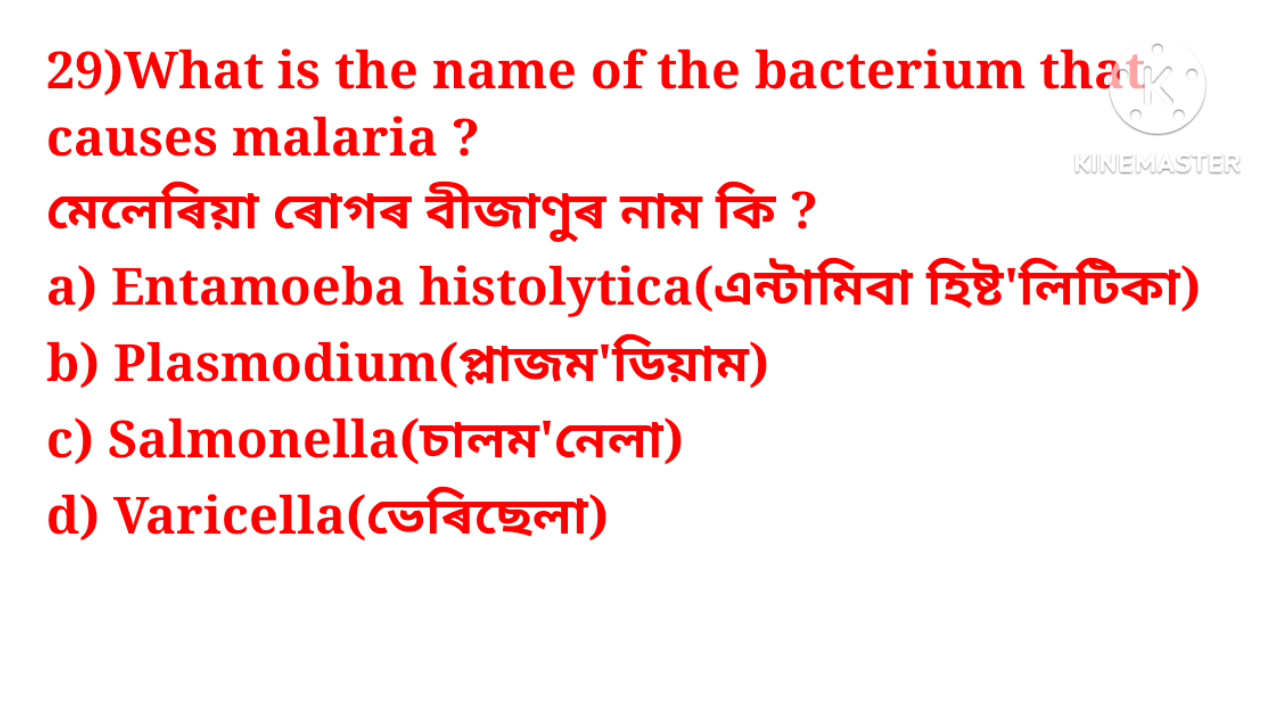 29)What is the name of the bacterium that
causes malaria ?
মেলেৰিয়া ৰোগৰ বীজাণুৰ নাম কি ?
a) Entamoeba histolytica(এন্টামিবা হিষ্ট'লিটিকা)
b) Plasmodium(প্লাজম'ডিয়াম)
c) Salmonella(চালম'নেলা)
d) Varicella(ভেৰিছেলা)
K
KINEMASTER